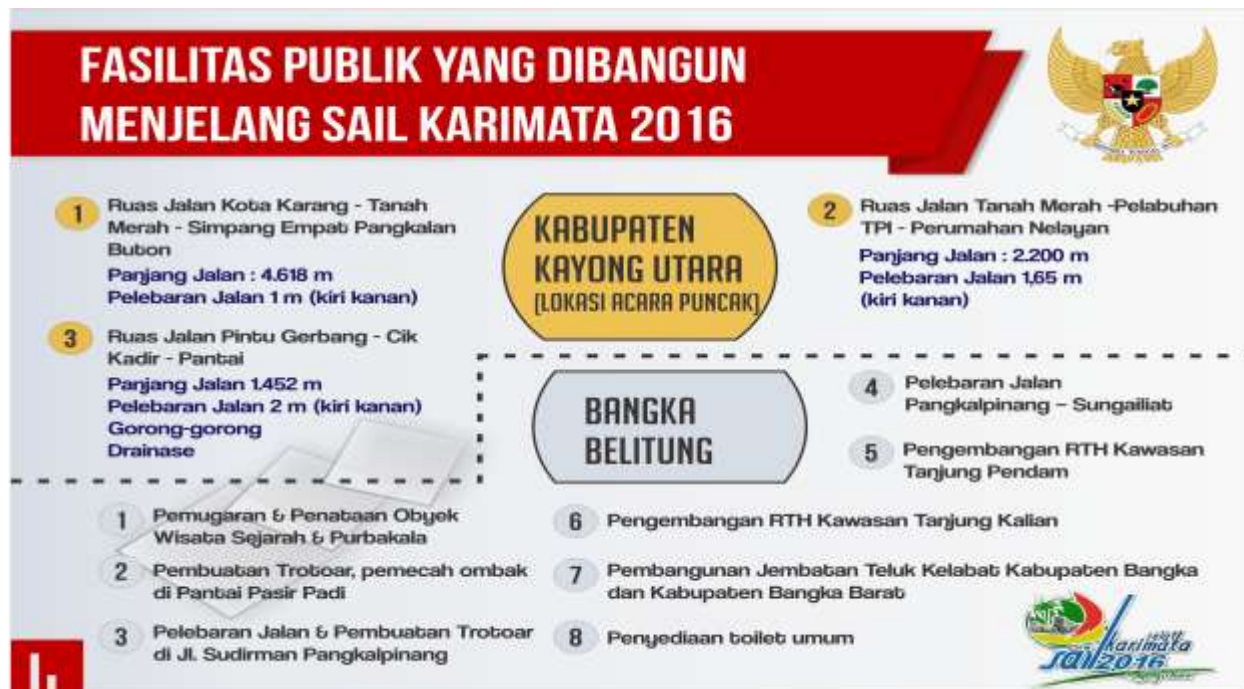 FASILITAS PUBLIK YANG DIBANGUN
MENJELANG SAIL KARIMATA 2016
KABUPATEN
KAYONG UTARA
[LOKASI ACARA PUNCAK]
1
Ruas Jalan Kota Karang - Tanah
Merah - Simpang Empat Pangkalan
Buton
Panjang Jalan : 4.618 m
Pelebaran Jalan 1 m (kiri kanan)
2
Ruas Jalan Tanah Merah -Pelabuhan
TPI - Perumahan Nelayan
Panjang Jalan : 2.200 m
Pelebaran Jalan 1,65 m
(kiri kanan)
3
Ruas Jalan Pintu Gerbang - Cik
Kadir - Pantai
Panjang Jalan 1.452 m
Pelebaran Jalan 2 m (kiri kanan)
Gorong-gorong
Drainase
BANGKA
BELITUNG
1 Pemugaran & Penataan Obyek
Wisata Sejarah & Purbakala
2 Pembuatan Trotoar, pemecah ombak
di Pantai Pasir Padi
3 Pelebaran Jalan & Pembuatan Trotoar
di Jl. Sudirman Pangkalpinang
4 Pelebaran Jalan
Pangkalpinang – Sungailiat
5 Pengembangan RTH Kawasan
Tanjung Pendam
6 Pengembangan RTH Kawasan Tanjung Kalian
7 Pembangunan Jembatan Teluk Kelabat Kabupaten Bangka
dan Kabupaten Bangka Barat
8 Penyediaan toilet umum
sail karimata
2016